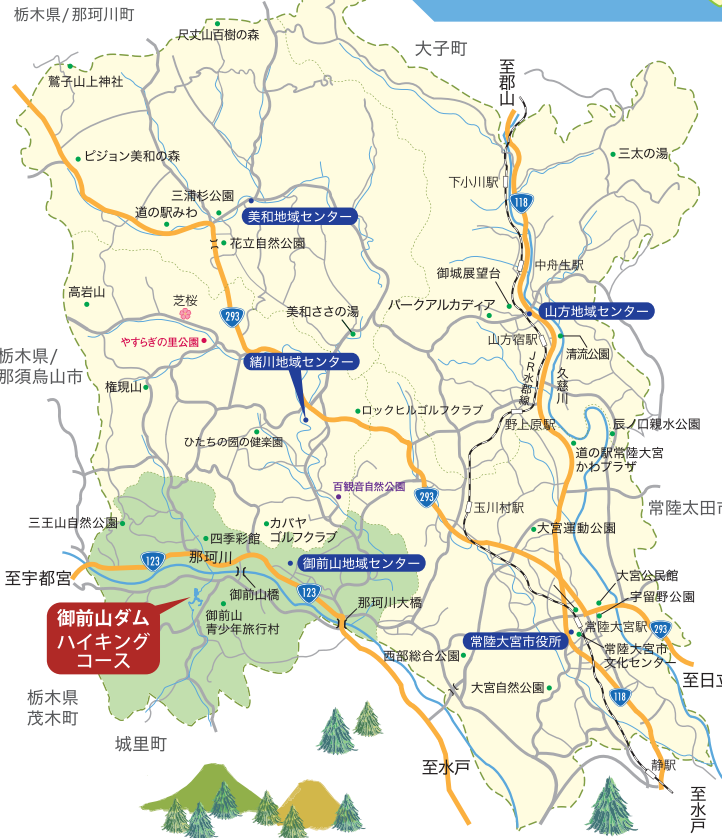 栃木県/那珂川町
尺丈山百樹の森
大子町
鷲子山上神社
至郡山
ピジョン美和の森
三太の湯
下小川駅
三浦杉公園
118
道の駅みわ
美和地域センター
花立自然公園
中舟生駅
御城展望台
高岩山
芝桜
パークアルカディア
293
美和ささの湯
山方地域センター
やすらぎの里公園
山方宿駅
清流公園
栃木県/
那須烏山市
緒川地域センター
JR水郡線
久慈川
権現山
ロックヒルゴルフクラブ
野上原駅
辰ノ口親水公園
ひたちの圀の健楽園
道の駅常陸大宮
かわプラザ
百観音自然公園
293
玉川村駅
常陸太田市
三王山自然公園
カバヤ
ゴルフクラブ
大宮運動公園
四季彩館
那珂川
123
御前山地域センター
至宇都宮
大宮公民館
御前山橋
123
宇留野公園
那珂川大橋
御前山ダム
ハイキング
コース
御前山
青少年旅行村
常陸大宮駅
293
常陸大宮市役所
常陸大宮市
文化センター
西部総合公園
至日立
大宮自然公園
118
栃木県
茂木町
城里町
至水戸
静駅
至水戸